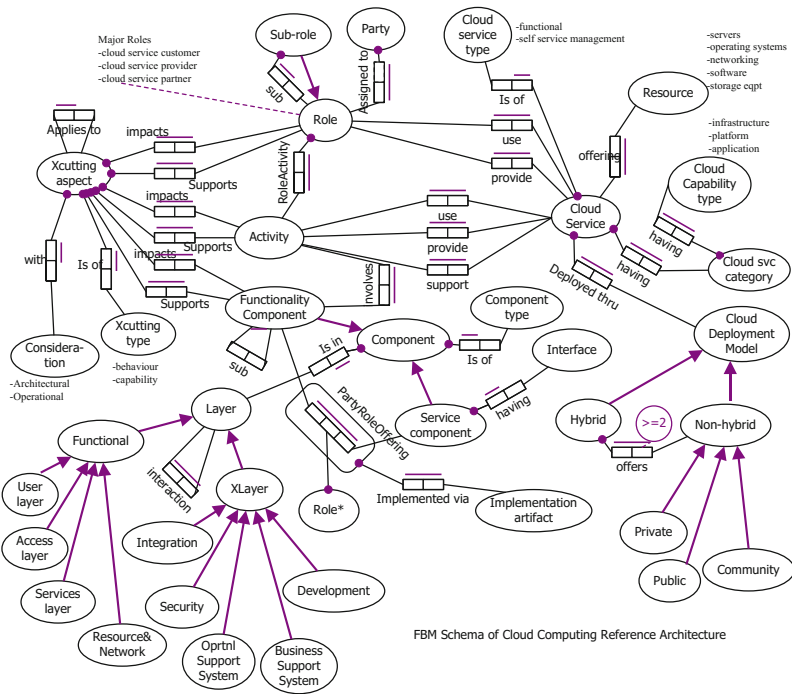 Major Roles
-cloud service customer
-cloud service provider
-cloud service partner
Sub-role
Party
Cloud
service
type
-functional
-self service management
-servers
-operating systems
-networking
-software
-storage eqpt
Resource
sub
Assigned to
Is of
Applies to
impacts
Role
use
offering
-infrastructure
-platform
-application
Xcutting
aspect
Supports
RoleActivity
provide
Cloud
Capability
type
impacts
use
Cloud
Service
having
Activity
Supports
provide
having
Cloud svc
category
with
Is of
impacts
support
Deployed thru
Supports
nvolves
Functionality
Component
Component
type
Xcutting
type
Cloud
Deployment
Model
Considera-
tion
-behaviour
-capability
sub
Is in
Component
Is of
Interface
-Architectural
-Operational
having
Layer
PartyRoleOffering
Service
component
Hybrid
>=2
Non-hybrid
Functional
offers
interaction
User
layer
XLayer
Implemented via
Role*
Implementation
artifact
Access
layer
Integration
Private
Services
layer
Security
Development
Public
Community
Resource&
Network
Oprtnl
Support
System
Business
Support
System
FBM Schema of Cloud Computing Reference Architecture